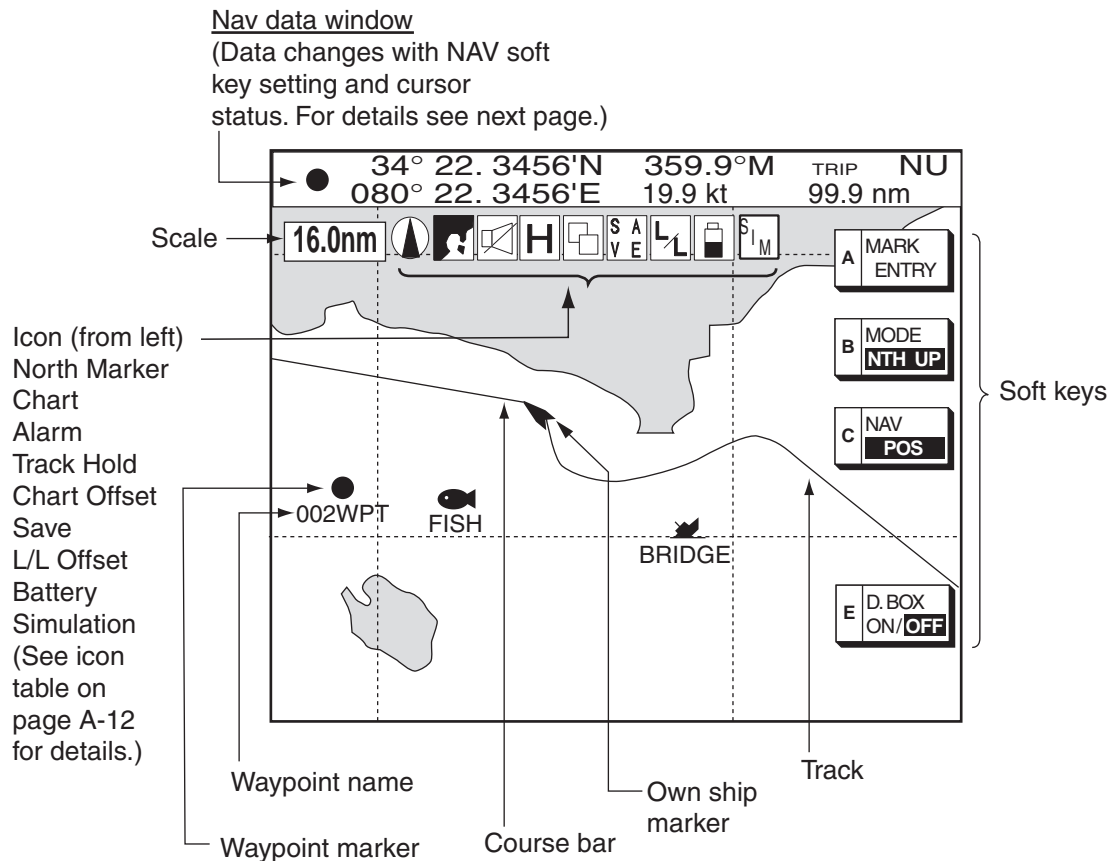 Nav data window
(Data changes with NAV soft
key setting and cursor
status. For details see next page.)
34° 22. 3456'N 359.9°M TRIP NU
080° 22. 3456'E 19.9 kt 99.9 nm
Scale
16.0nm
H
S A
V E
L/L
SIM
A MARK
ENTRY
B MODE
NTH UP
C NAV
POS
E D. BOX
ON/OFF
Soft keys
Icon (from left)
North Marker
Chart
Alarm
Track Hold
Chart Offset
Save
L/L Offset
Battery
Simulation
(See icon
table on
page A-12
for details.)
002WPT
FISH
BRIDGE
Waypoint name
Waypoint marker
Course bar
Own ship
marker
Track